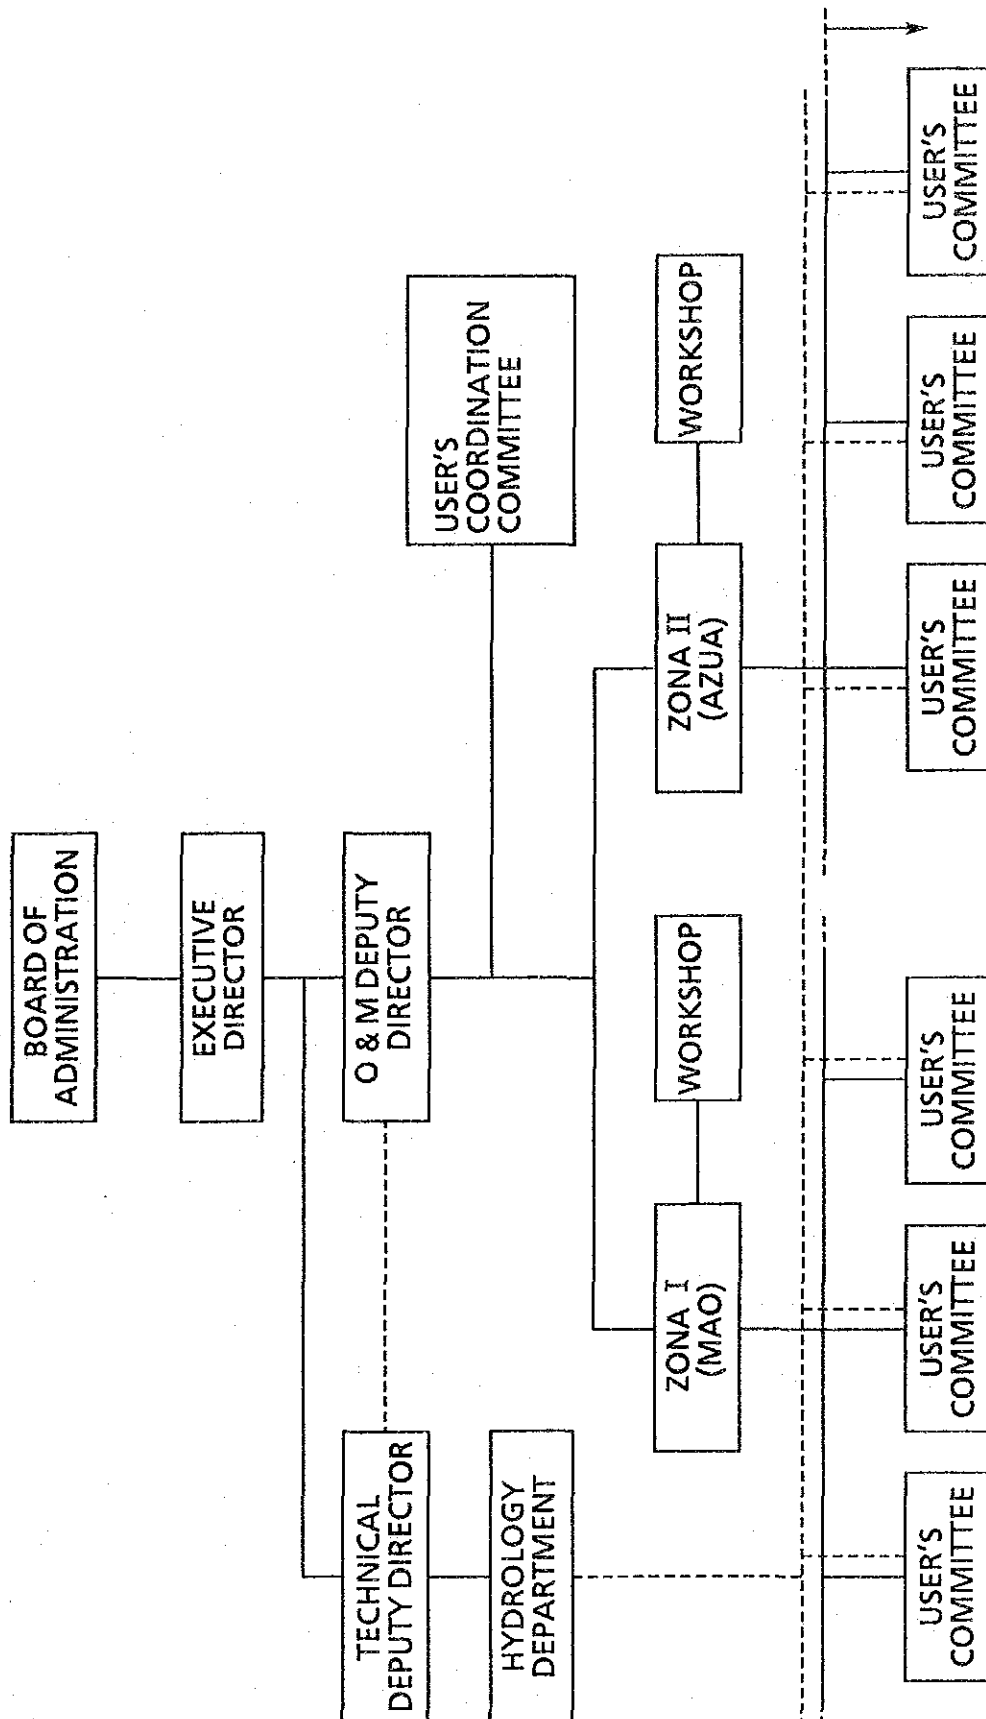 BOARD OF
ADMINISTRATION
EXECUTIVE
DIRECTOR
TECHNICAL
DEPUTY DIRECTOR
O & M DEPUTY
DIRECTOR
HYDROLOGY
DEPARTMENT
USER'S
COORDINATION
COMMITTEE
ZONA I
(MAO)
WORKSHOP
ZONA II
(AZUA)
WORKSHOP
USER'S
COMMITTEE
USER'S
COMMITTEE
USER'S
COMMITTEE
USER'S
COMMITTEE
USER'S
COMMITTEE
USER'S
COMMITTEE